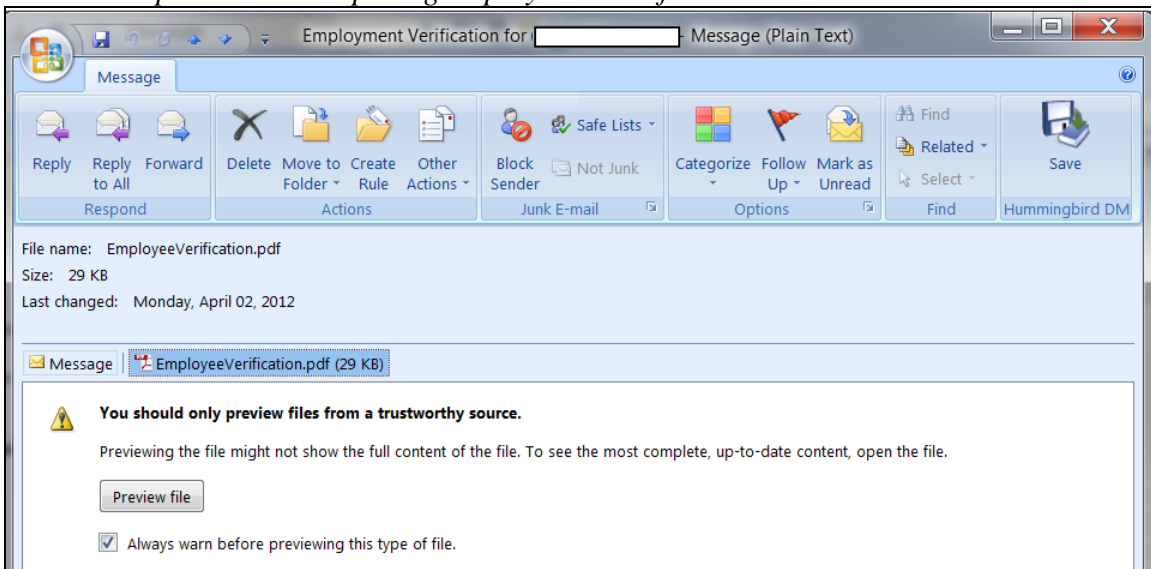 Employment Verification for - Message (Plain Text)
Message
Reply Reply to All Forward Delete Move to Folder Create Rule Other Actions Block Sender Safe Lists Not Junk Categorize Follow Up Mark as Unread Find Related Select Save
Respond Actions Junk E-mail Options Find Hummingbird DM
File name: EmployeeVerification.pdf
Size: 29 KB
Last changed: Monday, April 02, 2012
Message EmployeeVerification.pdf (29 KB)
You should only preview files from a trustworthy source.
Previewing the file might not show the full content of the file. To see the most complete, up-to-date content, open the file.
Preview file
Always warn before previewing this type of file.